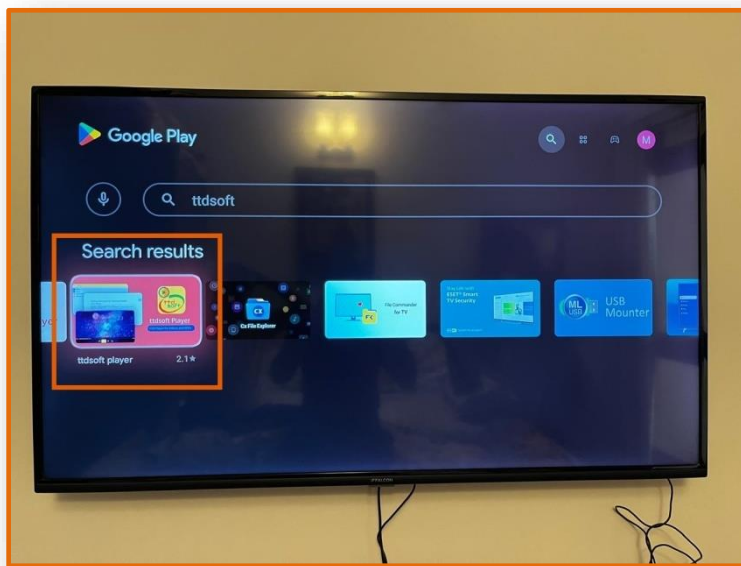 Google Play
M
ttdsoft
Search results
ttdsoft Player
ttdsoft player 2.1★
CX
Cx File Explorer
File Commander
for TV
ESET® Smart
TV Security
ML
USB
USB
Mounter